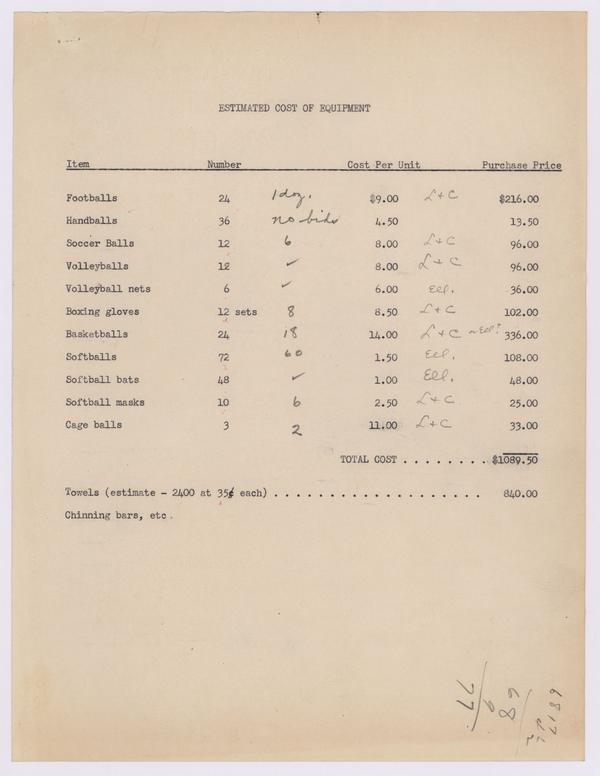 ESTIMATED COST OF EQUIPMENT
Item Number Cost Per Unit Purchase Price
Footballs 24 1 doz. $9.00 L + C $216.00
Handballs 36 no bids 4.50 13.50
Soccer Balls 12 6 8.00 L + C 96.00
Volleyballs 12 ✓ 8.00 L + C 96.00
Volleyball nets 6 ✓ 6.00 Ell. 36.00
Boxing gloves 12 sets 8 8.50 L + C 102.00
Basketballs 24 18 14.00 L + C Ell? 336.00
Softballs 72 60 1.50 Ell. 108.00
Softball bats 48 ✓ 1.00 Ell. 48.00
Softball masks 10 6 2.50 L + C 25.00
Cage balls 3 2 11.00 L + C 33.00
TOTAL COST . . . . . . . . $1089.50
Towels (estimate - 2400 at 35¢ each) . . . . . . . . . . . . . . . . . . . . 840.00
Chinning bars, etc.